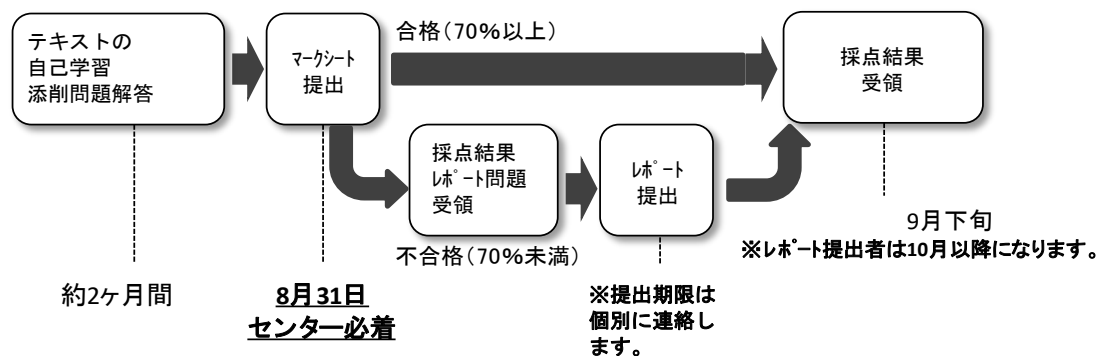 テキストの
自己学習
添削問題解答
ﾏｰｸｼｰﾄ
提出
合格（70％以上）
採点結果
受領
採点結果
ﾚﾎﾟｰﾄ問題
受領
ﾚﾎﾟｰﾄ
提出
不合格（70％未満）
9月下旬
※ﾚﾎﾟｰﾄ提出者は10月以降になります。
約2ヶ月間
8月31日
センター必着
※提出期限は
個別に連絡し
ます。